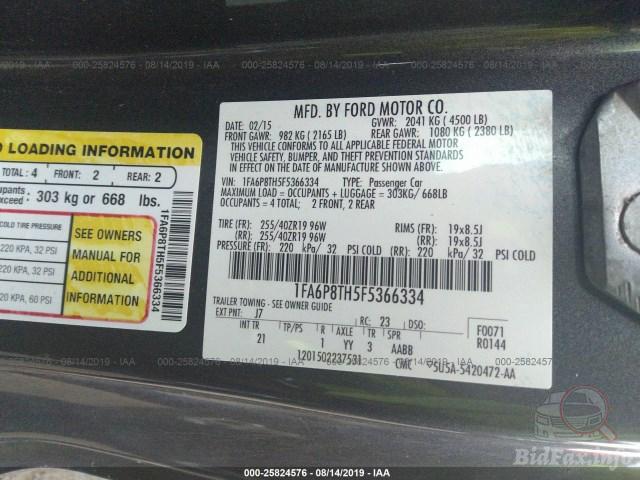 000-25824576 - 08/14/2019 - IAA
LOADING INFORMATION
TOTAL: 4 FRONT: 2 REAR: 2
303 kg or 668 lbs.
COLD TIRE PRESSURE
220 KPA, 32 PSI
220 KPA, 32 PSI
420 KPA, 60 PSI
SEE OWNERS
MANUAL FOR
ADDITIONAL
INFORMATION
1FA6P8TH5F5366334
MFD. BY FORD MOTOR CO.
DATE: 02/15 GVWR: 2041 KG ( 4500 LB)
FRONT GAWR: 982 KG ( 2165 LB) REAR GAWR: 1080 KG ( 2380 LB)
THIS VEHICLE CONFORMS TO ALL APPLICABLE FEDERAL MOTOR
VEHICLE SAFETY, BUMPER, AND THEFT PREVENTION STANDARDS
IN EFFECT ON THE DATE OF MANUFACTURE SHOWN ABOVE.
VIN: 1FA6P8TH5F5366334 TYPE: Passenger Car
MAXIMUM LOAD = OCCUPANTS + LUGGAGE = 303KG/ 668LB
OCCUPANTS = 4 TOTAL; 2 FRONT, 2 REAR
TIRE (FR): 255/40ZR19 96W RIMS (FR): 19x8.5J
(RR): 255/40ZR19 96W (RR): 19x8.5J
PRESSURE (FR): 220 kPa/ 32 PSI COLD (RR): 220 kPa/ 32 PSI COLD
1FA6P8TH5F5366334
TRAILER TOWING - SEE OWNER GUIDE
EXT PNT: J7 RC: 23 DSO: F0071
INT TR TP/PS R AXLE TR SPR R0144
21 1 YY 3 AABB
1201502237531 CMC 5U5A-5420472-AA
BidFax.info
000-25824576 - 08/14/2019 - IAA